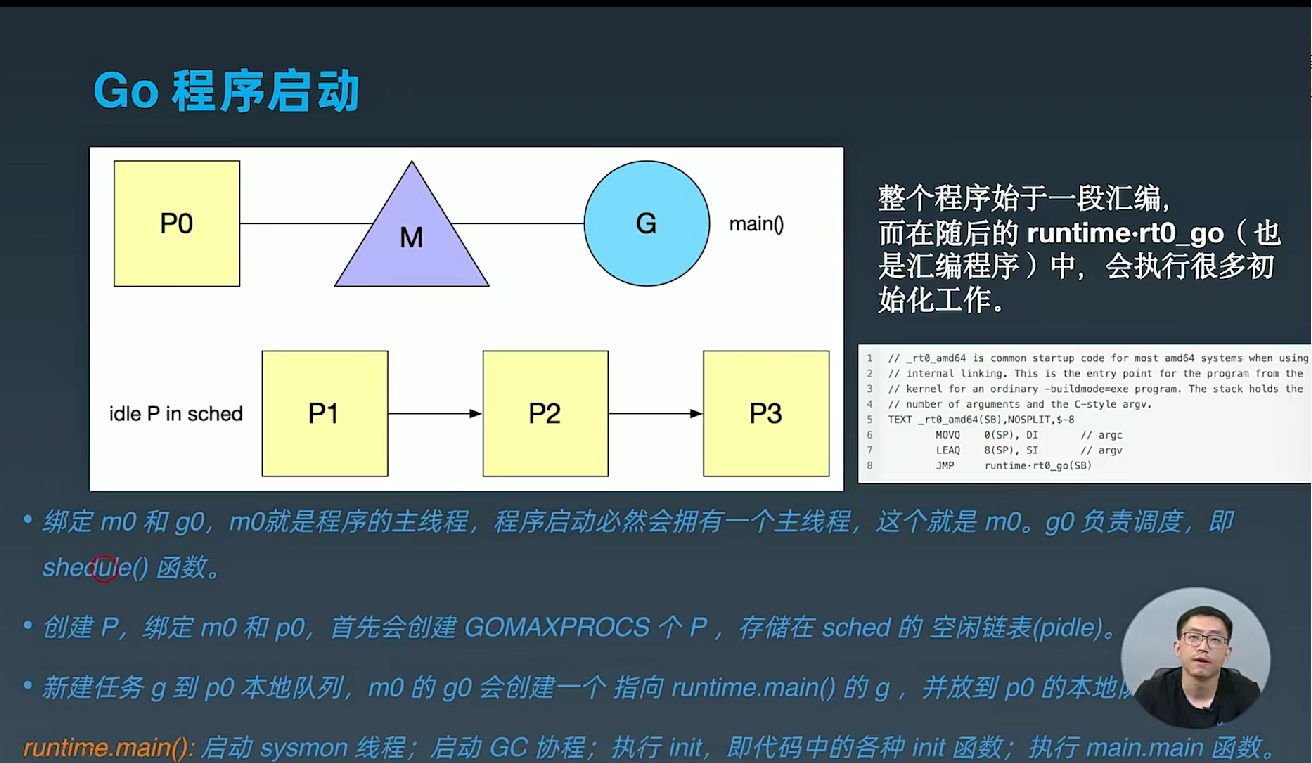 Go 程序启动
P0
M
G
main()
idle P in sched
P1
P2
P3
整个程序始于一段汇编,
而在随后的 runtime·rt0_go（也
是汇编程序）中，会执行很多初
始化工作。
1 // _rt0_amd64 is common startup code for most amd64 systems when using
2 // internal linking. This is the entry point for the program from the
3 // kernel for an ordinary -buildmode=exe program. The stack holds the
4 // number of arguments and the C-style argv.
5 TEXT _rt0_amd64(SB),NOSPLIT,$-8
6 MOVQ 0(SP), DI // argc
7 LEAQ 8(SP), SI // argv
8 JMP runtime·rt0_go(SB)
• 绑定 m0 和 g0，m0就是程序的主线程，程序启动必然会拥有一个主线程，这个就是 m0。g0 负责调度，即
shedule() 函数。
• 创建 P，绑定 m0 和 p0，首先会创建 GOMAXPROCS 个 P ，存储在 sched 的 空闲链表(pidle)。
• 新建任务 g 到 p0 本地队列，m0 的 g0 会创建一个 指向 runtime.main() 的 g ，并放到 p0 的本地
runtime.main(): 启动 sysmon 线程；启动 GC 协程；执行 init，即代码中的各种 init 函数；执行 main.main 函数。